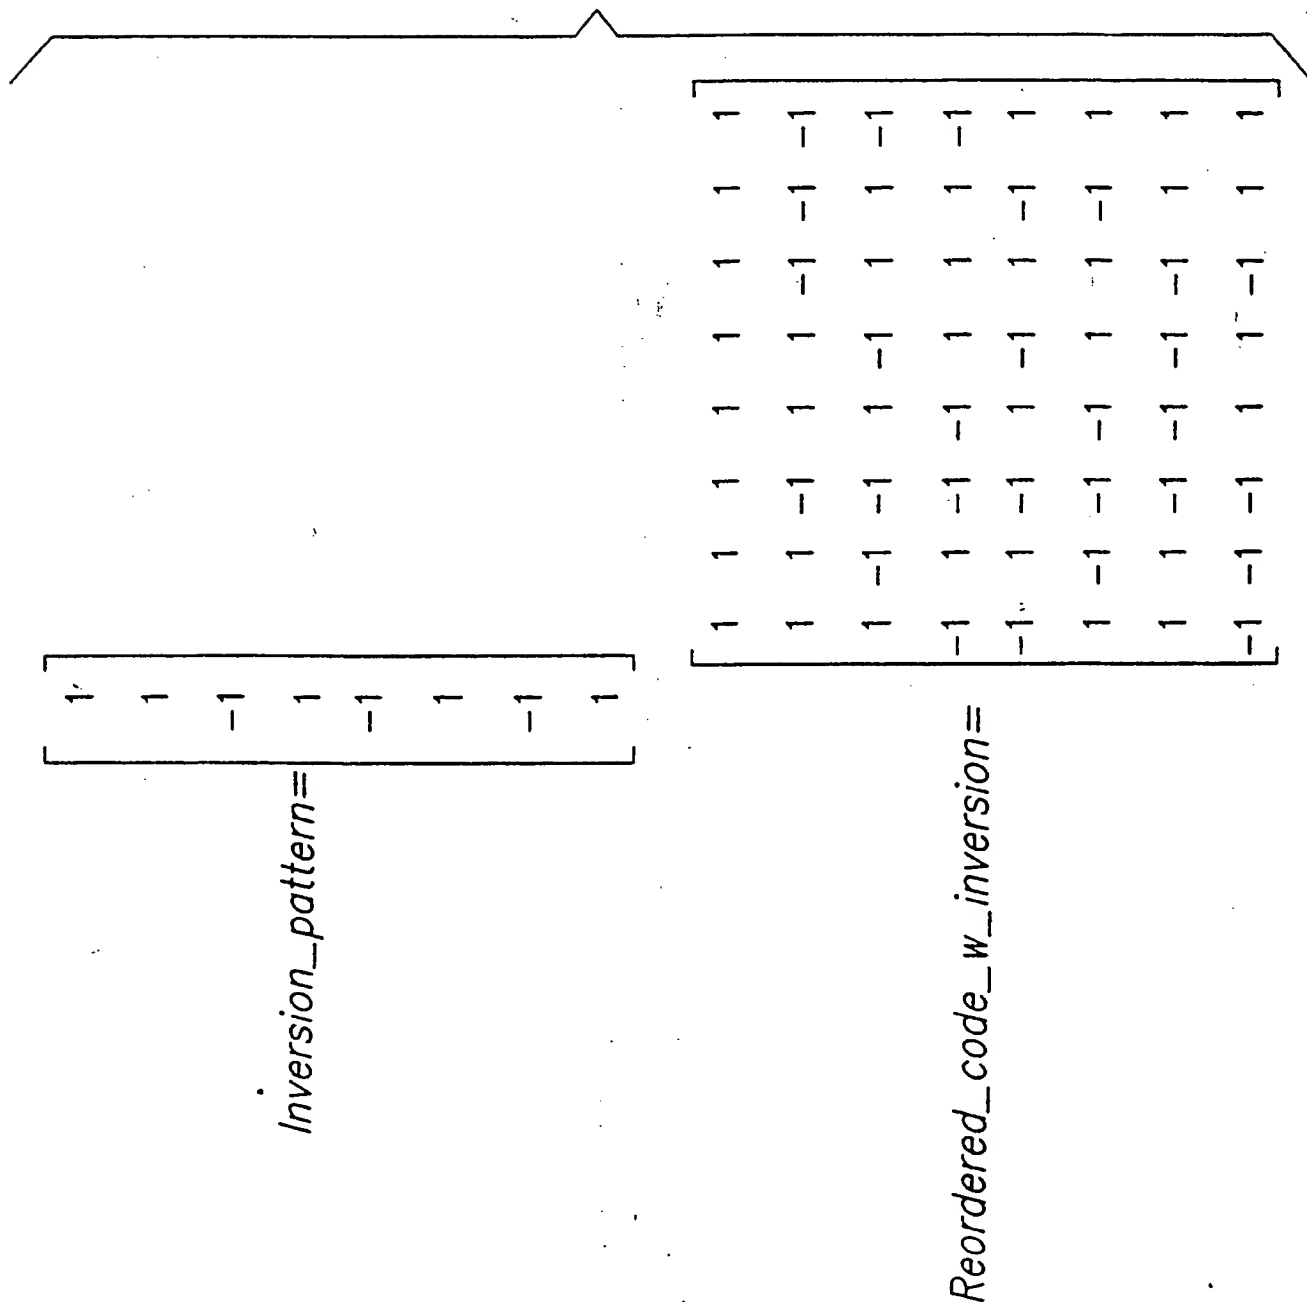 1
1
-1
Inversion_pattern= 1
-1
1
-1
1
1 1 1 1 1 1 1 1
1 1 -1 1 1 -1 -1 -1
1 -1 -1 1 -1 1 1 -1
Reordered_code_w_inversion= -1 1 -1 -1 1 1 1 -1
-1 1 -1 1 -1 1 -1 1
1 -1 -1 -1 1 1 -1 1
1 1 -1 -1 -1 -1 1 1
-1 -1 -1 1 1 -1 1 1